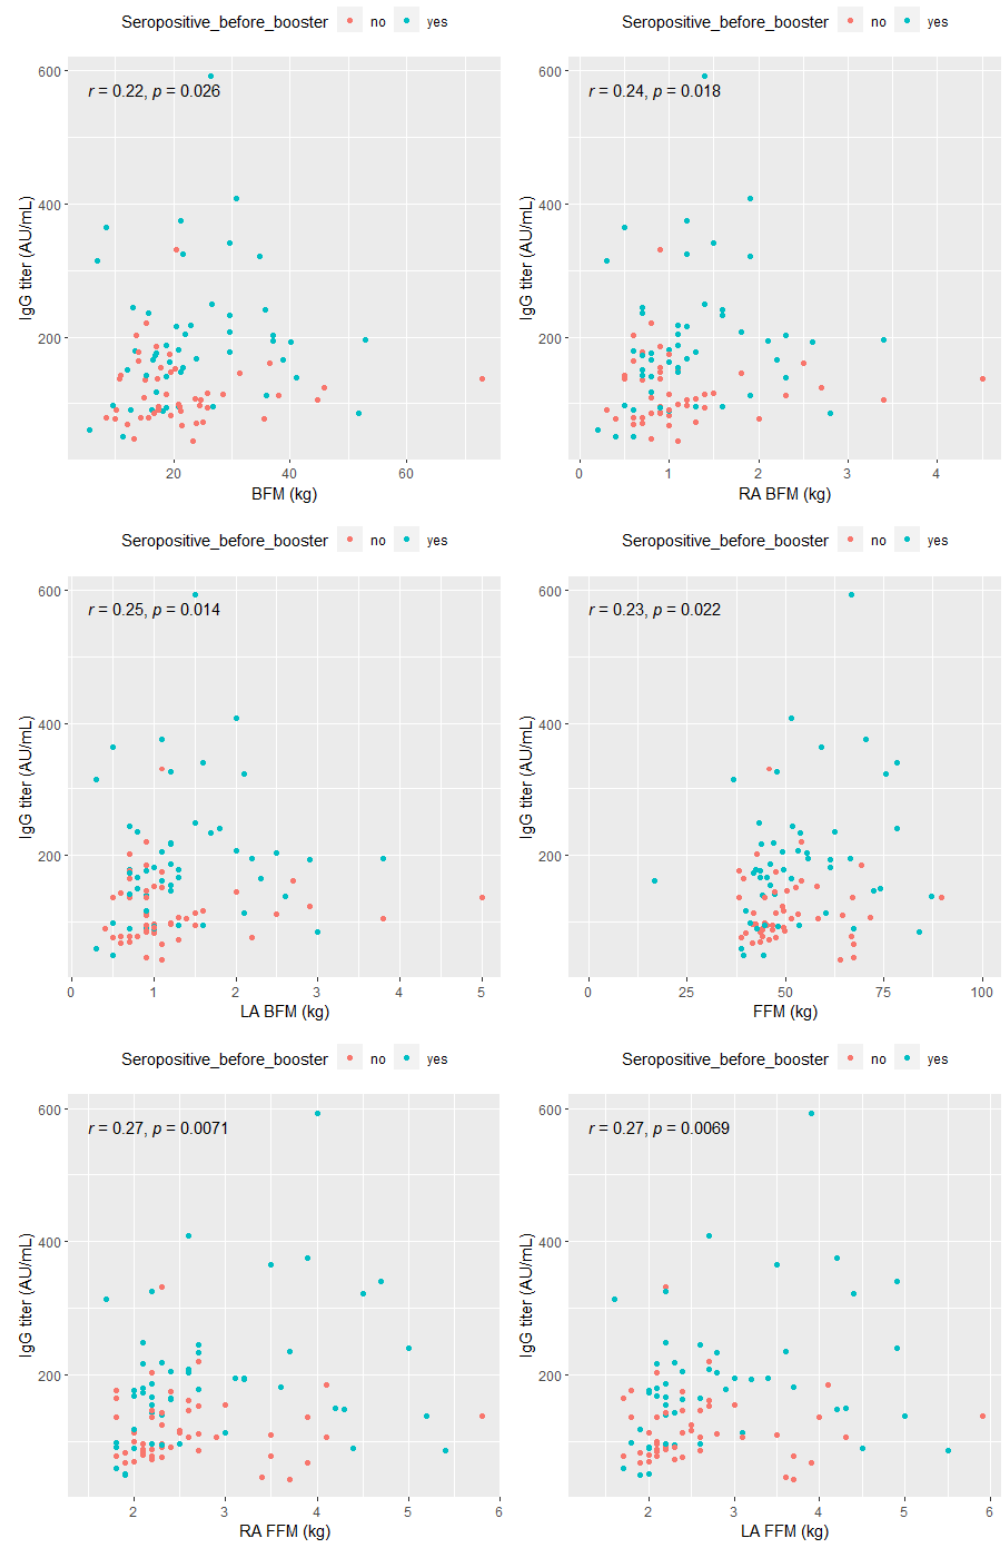 Seropositive_before_booster no yes
r = 0.22, p = 0.026
IgG titer (AU/mL)
600
400
200
20 40 60
BFM (kg)
Seropositive_before_booster no yes
r = 0.24, p = 0.018
IgG titer (AU/mL)
600
400
200
0 1 2 3 4
RA BFM (kg)
Seropositive_before_booster no yes
r = 0.25, p = 0.014
IgG titer (AU/mL)
600
400
200
0 1 2 3 4 5
LA BFM (kg)
Seropositive_before_booster no yes
r = 0.23, p = 0.022
IgG titer (AU/mL)
600
400
200
0 25 50 75 100
FFM (kg)
Seropositive_before_booster no yes
r = 0.27, p = 0.0071
IgG titer (AU/mL)
600
400
200
2 3 4 5 6
RA FFM (kg)
Seropositive_before_booster no yes
r = 0.27, p = 0.0069
IgG titer (AU/mL)
600
400
200
2 3 4 5 6
LA FFM (kg)